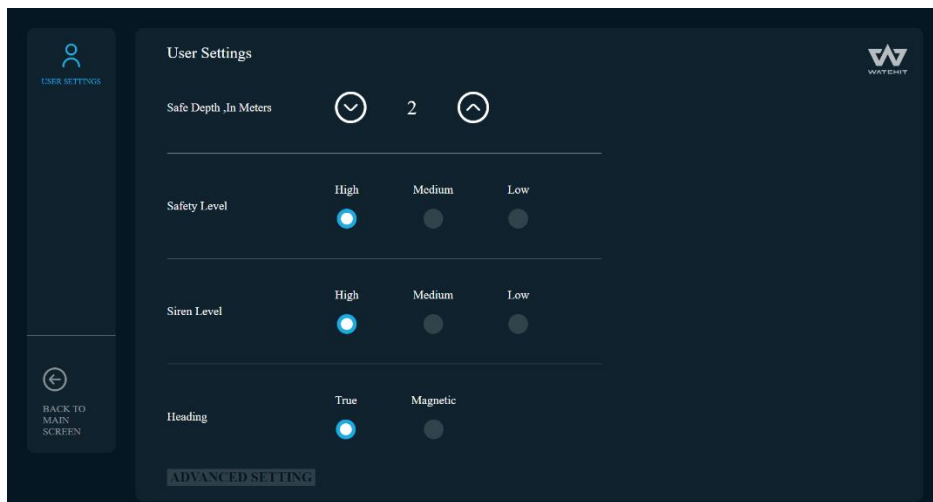 USER SETTINGS
BACK TO
MAIN
SCREEN
User Settings
WATCHIT
Safe Depth ,In Meters
2
High Medium Low
Safety Level
High Medium Low
Siren Level
True Magnetic
Heading
ADVANCED SETTING